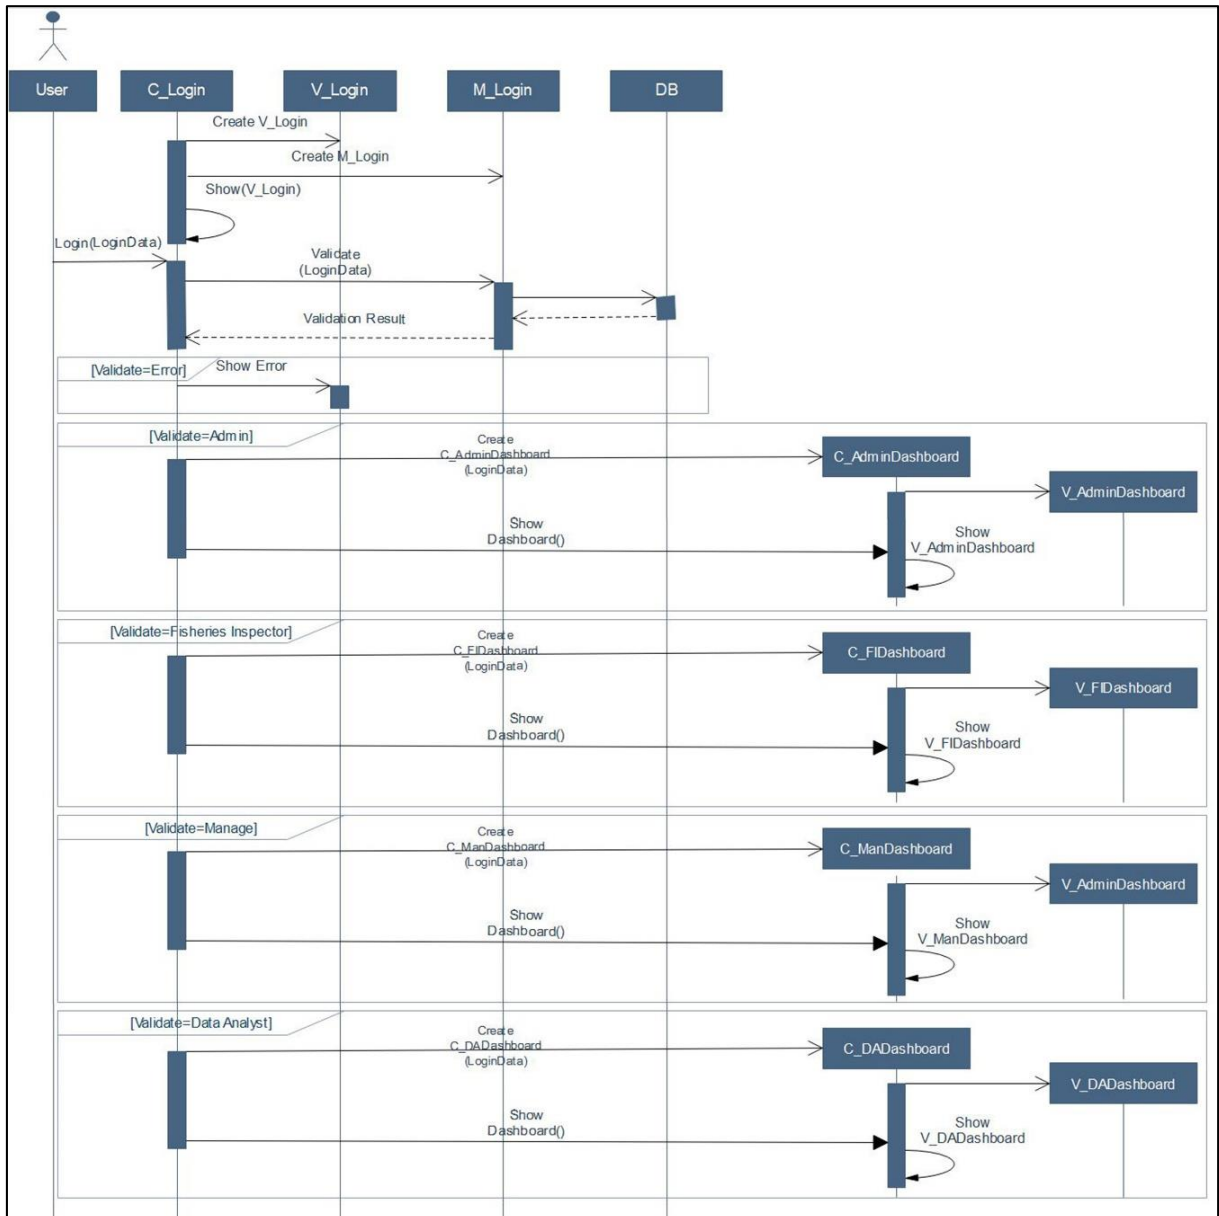 User
C_Login
V_Login
M_Login
DB
Create V_Login
Create M_Login
Show(V_Login)
Login(LoginData)
Validate
(LoginData)
Validation Result
[Validate=Error]
Show Error
[Validate=Admin]
Create
C_AdminDashboard
(LoginData)
C_AdminDashboard
V_AdminDashboard
Show
Dashboard()
Show
V_AdminDashboard
[Validate=Fisheries Inspector]
Create
C_FIDashboard
(LoginData)
C_FIDashboard
V_FIDashboard
Show
Dashboard()
Show
V_FIDashboard
[Validate=Manage]
Create
C_ManDashboard
(LoginData)
C_ManDashboard
V_AdminDashboard
Show
Dashboard()
Show
V_ManDashboard
[Validate=Data Analyst]
Create
C_DADashboard
(LoginData)
C_DADashboard
V_DADashboard
Show
Dashboard()
Show
V_DADashboard